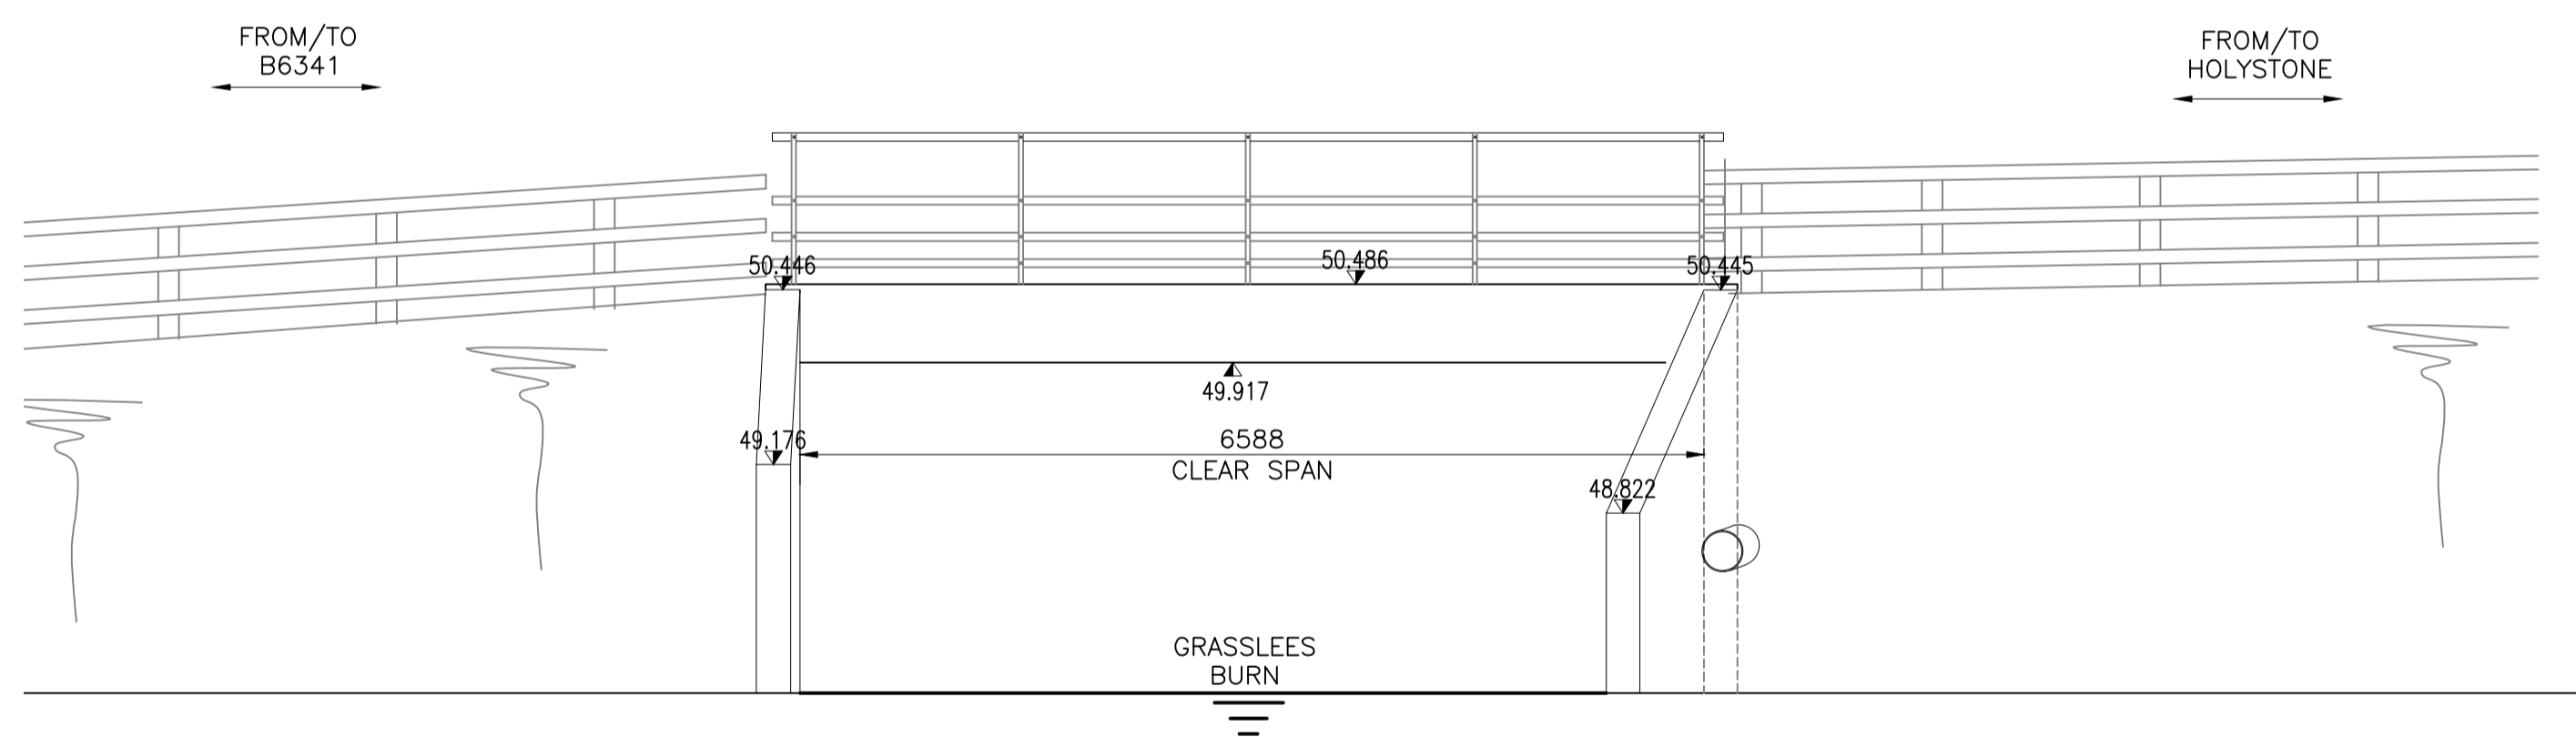 FROM/TO
B6341
FROM/TO
HOLYSTONE
50.446
50.486
50.445
49.917
49.176
6588
CLEAR SPAN
48.822
GRASSLEES
BURN